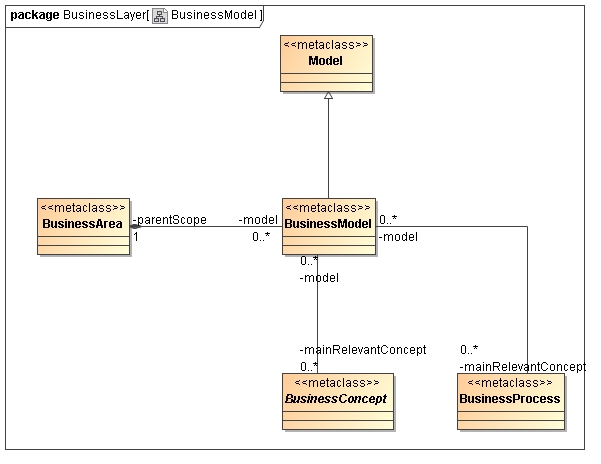 package BusinessLayer[ BusinessModel ]
<<metaclass>>
Model
<<metaclass>>
BusinessArea
-parentScope
1
-model
0..*
<<metaclass>>
BusinessModel
0..*
-model
0..*
-model
-mainRelevantConcept
0..*
0..*
-mainRelevantConcept
<<metaclass>>
BusinessConcept
<<metaclass>>
BusinessProcess